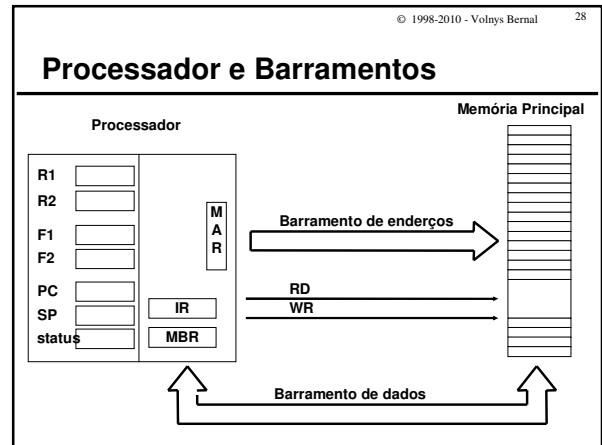 © 1998-2010 - Volnys Bernal 28
Processador e Barramentos
Memória Principal
Processador
R1
R2
F1
F2
PC
SP
status
M
A
R
IR
MBR
Barramento de enderços
RD
WR
Barramento de dados